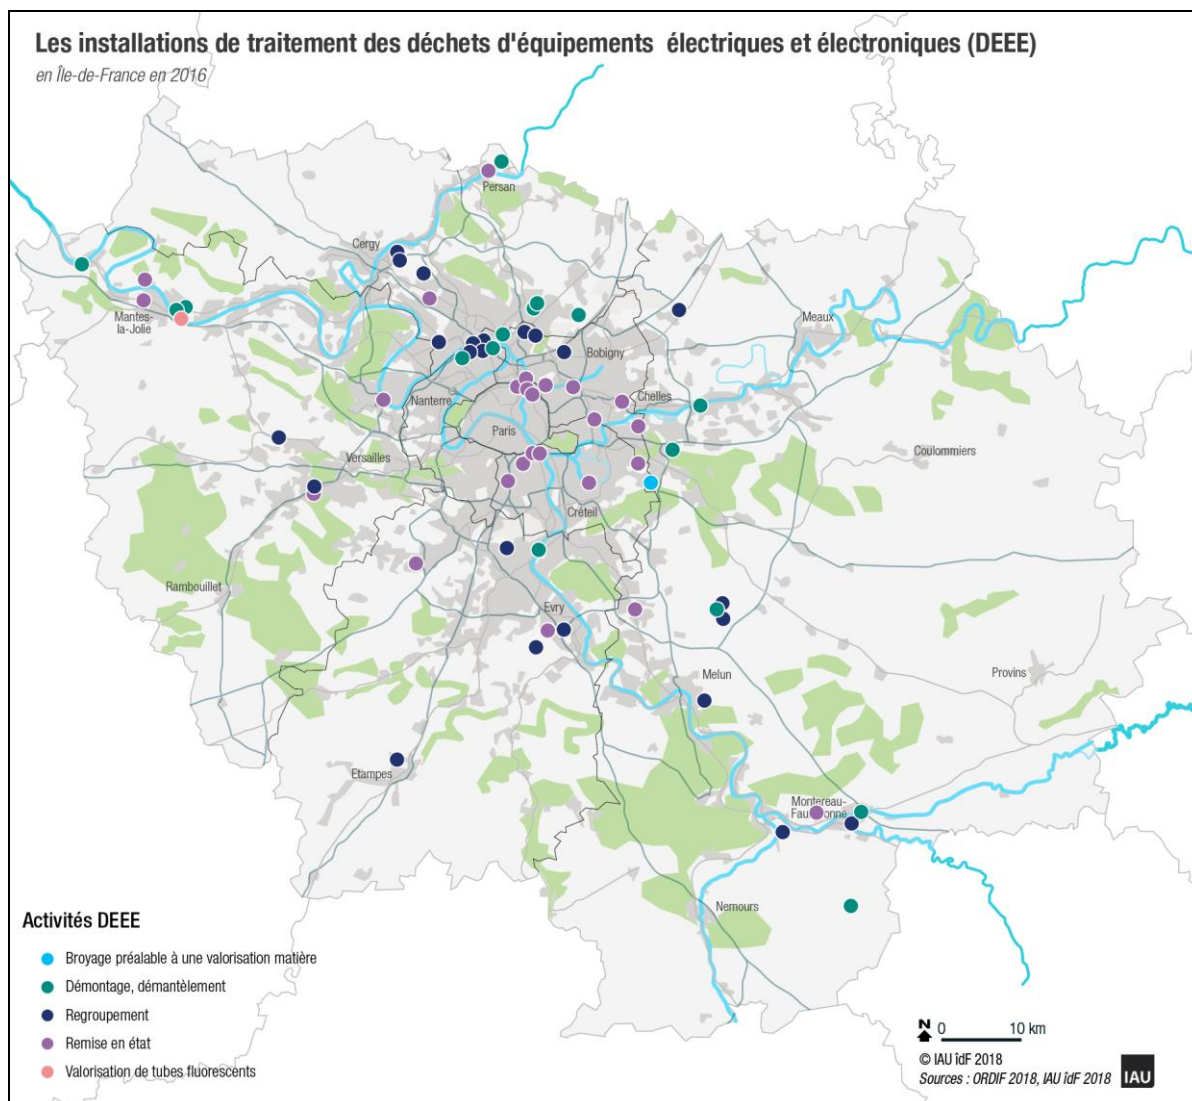 Les installations de traitement des déchets d'équipements électriques et électroniques (DEEE)
en Île-de-France en 2016
Persan
Cergy
Mantes-
la-Jolie
Meaux
Bobigny
Nanterre
Chelles
Paris
Coulommiers
Versailles
Créteil
Rambouillet
Evry
Melun
Provins
Etampes
Montereau-
Nemours
Activités DEEE
Broyage préalable à une valorisation matière
Démontage, démantèlement
Regroupement
Remise en état
Valorisation de tubes fluorescents
N 0 10 km
© IAU îdF 2018
Sources : ORDIF 2018, IAU îdF 2018
IAU